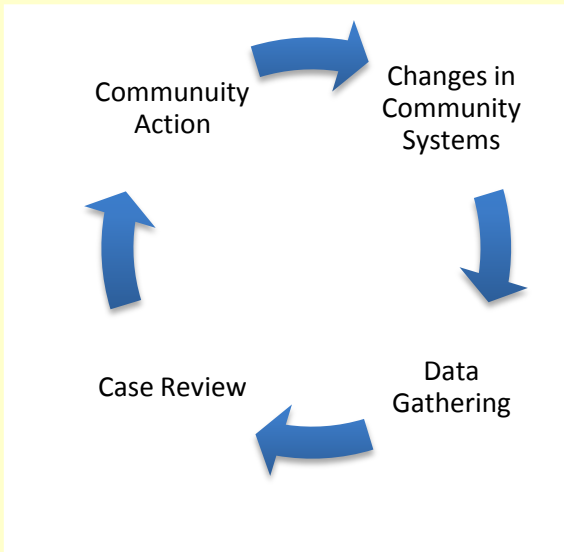 Communuity
Action
Changes in
Community
Systems
Data
Gathering
Case Review